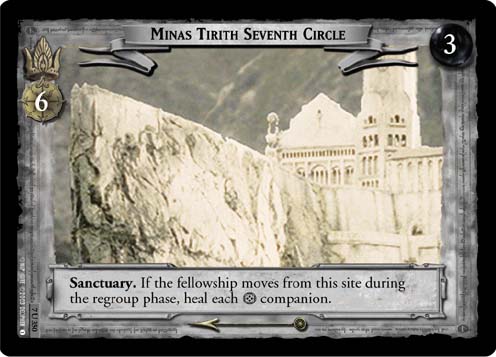 Minas Tirith Seventh Circle
3
6
Sanctuary. If the fellowship moves from this site during
the regroup phase, heal each companion.